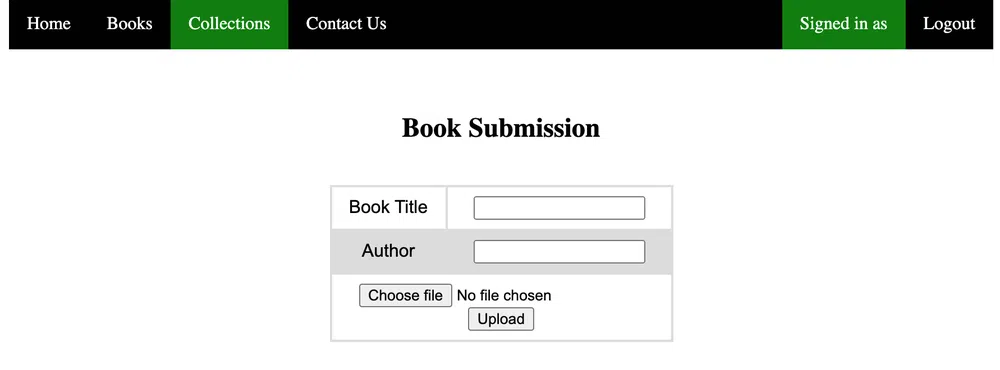 Home Books Collections Contact Us Signed in as Logout
Book Submission
Book Title
Author
Choose file No file chosen
Upload